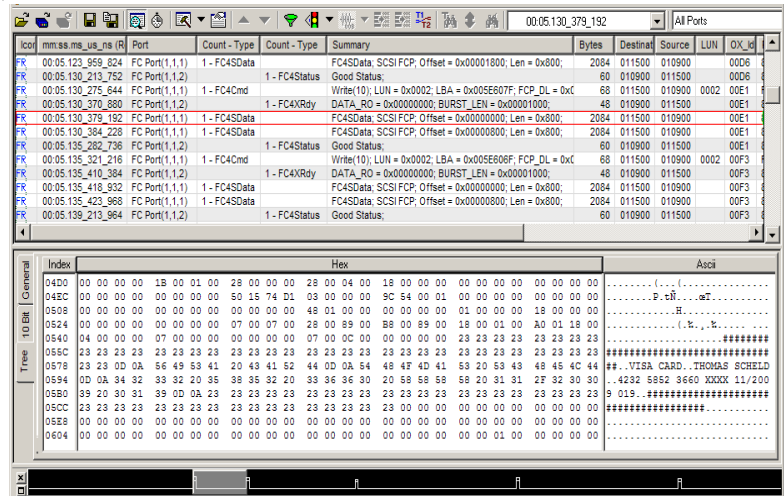 00:05.130_379_192 All Ports
Icon mm:ss.ms_us_ns (R Port Count - Type Count - Type Summary Bytes Destinat Source LUN OX_Id
FR 00:05.123_959_824 FC Port(1,1,1) 1 - FC4SData FC4SData; SCSI FCP; Offset = 0x00001800; Len = 0x800; 2084 011500 010900 00D6
FR 00:05.130_213_752 FC Port(1,1,2) 1 - FC4Status Good Status; 60 010900 011500 00D6
FR 00:05.130_275_644 FC Port(1,1,1) 1 - FC4Cmd Write(10); LUN = 0x0002; LBA = 0x005E607F; FCP_DL = 0x0 68 011500 010900 0002 00E1
FR 00:05.130_370_880 FC Port(1,1,2) 1 - FC4XRdy DATA_RO = 0x00000000; BURST_LEN = 0x00001000; 48 010900 011500 00E1
FR 00:05.130_379_192 FC Port(1,1,1) 1 - FC4SData FC4SData; SCSI FCP; Offset = 0x00000000; Len = 0x800; 2084 011500 010900 00E1
FR 00:05.130_384_228 FC Port(1,1,1) 1 - FC4SData FC4SData; SCSI FCP; Offset = 0x00000800; Len = 0x800; 2084 011500 010900 00E1
FR 00:05.135_282_736 FC Port(1,1,2) 1 - FC4Status Good Status; 60 010900 011500 00E1
FR 00:05.135_321_216 FC Port(1,1,1) 1 - FC4Cmd Write(10); LUN = 0x0002; LBA = 0x005E606F; FCP_DL = 0x0 68 011500 010900 0002 00F3
FR 00:05.135_410_384 FC Port(1,1,2) 1 - FC4XRdy DATA_RO = 0x00000000; BURST_LEN = 0x00001000; 48 010900 011500 00F3
FR 00:05.135_418_932 FC Port(1,1,1) 1 - FC4SData FC4SData; SCSI FCP; Offset = 0x00000000; Len = 0x800; 2084 011500 010900 00F3
FR 00:05.135_423_968 FC Port(1,1,1) 1 - FC4SData FC4SData; SCSI FCP; Offset = 0x00000800; Len = 0x800; 2084 011500 010900 00F3
FR 00:05.139_213_964 FC Port(1,1,2) 1 - FC4Status Good Status; 60 010900 011500 00F3
General
10 Bit
Tree
Index Hex Ascii
04D0 00 00 00 00 1B 00 01 00 28 00 00 00 28 00 04 00 18 00 00 00 00 00 00 00 00 00 00 00 ........(...(...............
04EC 00 00 00 00 00 00 00 00 50 15 74 D1 03 00 00 00 9C 54 00 01 00 00 00 00 00 00 00 00 ........P.tÑ....œT..........
0508 00 00 00 00 00 00 00 00 48 01 00 00 00 00 00 00 00 00 00 00 01 00 00 00 18 00 00 00 ........H...................
0524 00 00 00 00 00 00 00 00 07 00 07 00 28 00 89 00 B8 00 89 00 18 00 01 00 A0 01 18 00
0540 04 00 00 00 07 00 00 00 00 00 00 00 07 00 0C 00 00 00 00 00 23 23 23 23 23 23 23 23 ....................########
055C 23 23 23 23 23 23 23 23 23 23 23 23 23 23 23 23 23 23 23 23 23 23 23 23 23 23 23 23 ############################
0578 23 23 0D 0A 56 49 53 41 20 43 41 52 44 0D 0A 54 48 4F 4D 41 53 20 53 43 48 45 4C 44 ##..VISA CARD..THOMAS SCHELD
0594 0D 0A 34 32 33 32 20 35 38 35 32 20 33 36 36 30 20 58 58 58 58 20 31 31 2F 32 30 30 ..4232 5852 3660 XXXX 11/200
05B0 39 20 30 31 39 0D 0A 23 23 23 23 23 23 23 23 23 23 23 23 23 23 23 23 23 23 23 23 23 9 019..#####################
05CC 23 23 23 23 23 23 23 23 23 23 23 23 23 23 23 23 23 00 00 00 00 00 00 00 00 00 00 00 #################...........
05E8 00 00 00 00 00 00 00 00 00 00 00 00 00 00 00 00 00 00 00 00 00 00 00 00 00 00 00 00 ............................
0604 00 00 00 00 00 00 00 00 00 00 00 00 00 00 00 00 00 00 00 00 00 00 01 00 00 00 00 00 ............................